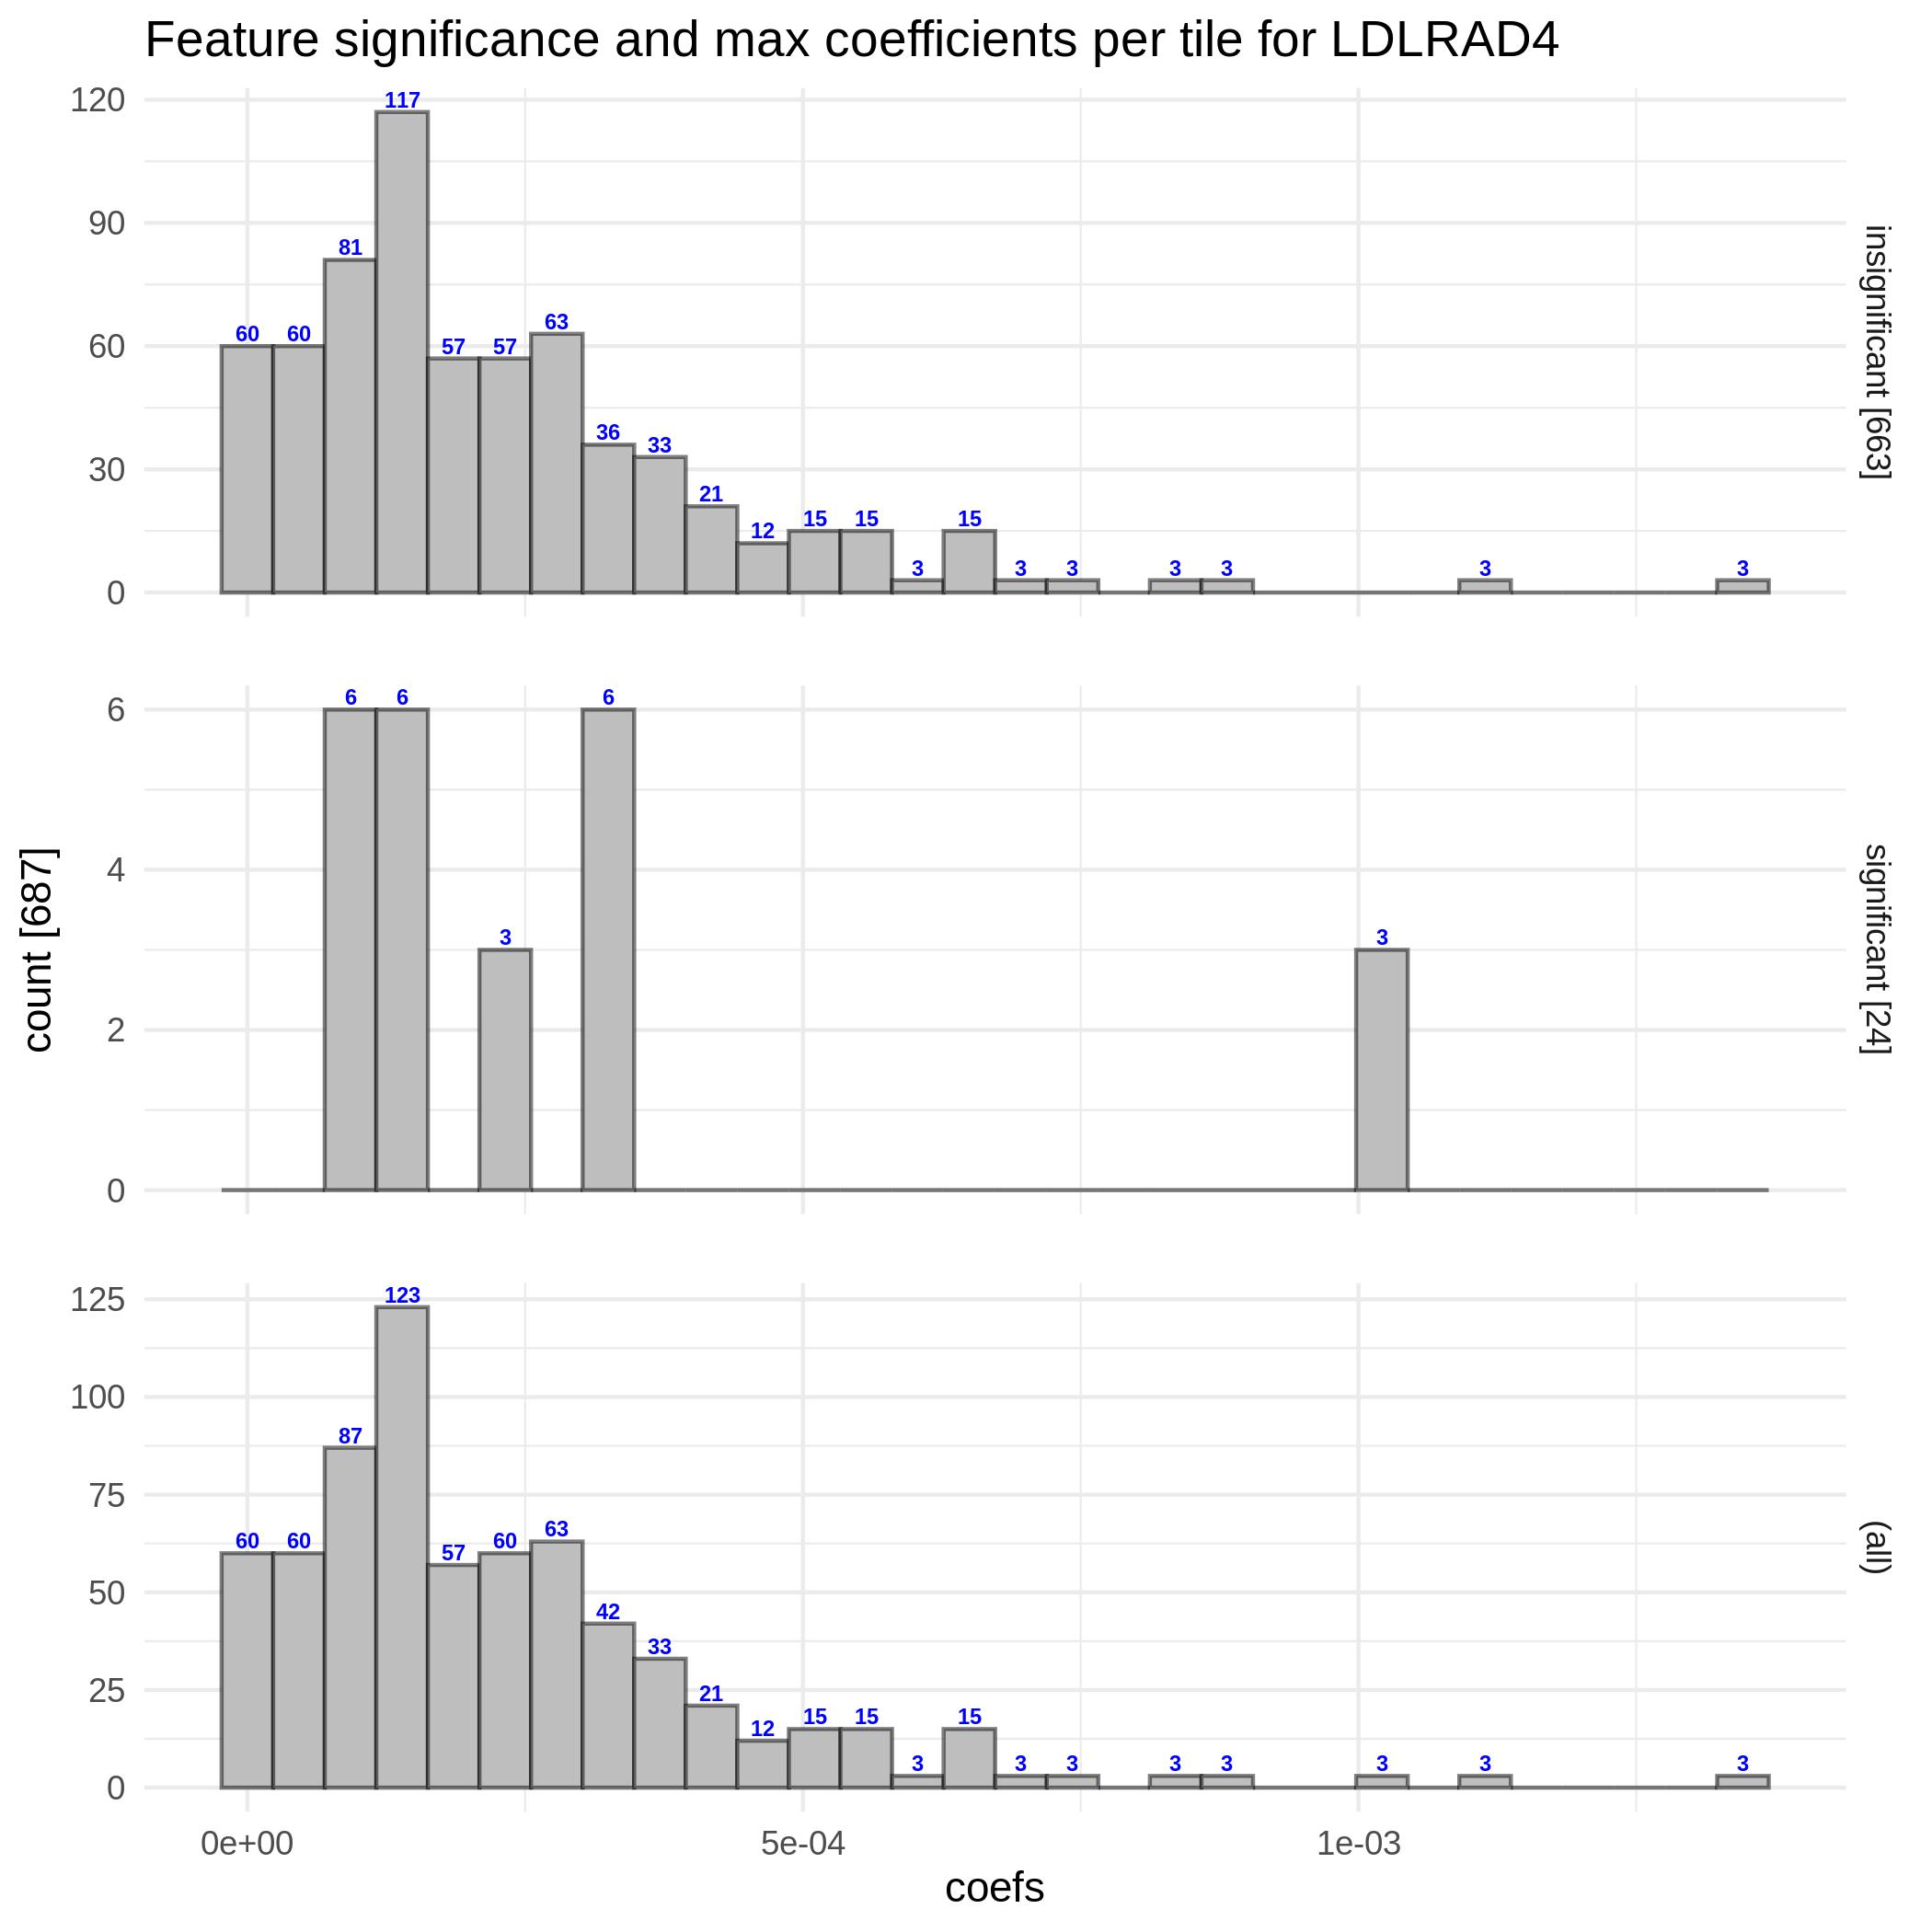 Feature significance and max coefficients per tile for LDLRAD4
120
90
60
30
0
60 60 81 117 57 57 63 36 33 21 12 15 15 3 15 3 3 3 3 3 3
insignificant [663]
count [687]
6
4
2
0
6 6 3 6 3
significant [24]
125
100
75
50
25
0
60 60 87 123 57 60 63 42 33 21 12 15 15 3 15 3 3 3 3 3 3 3
(all)
0e+00 5e-04 1e-03
coefs